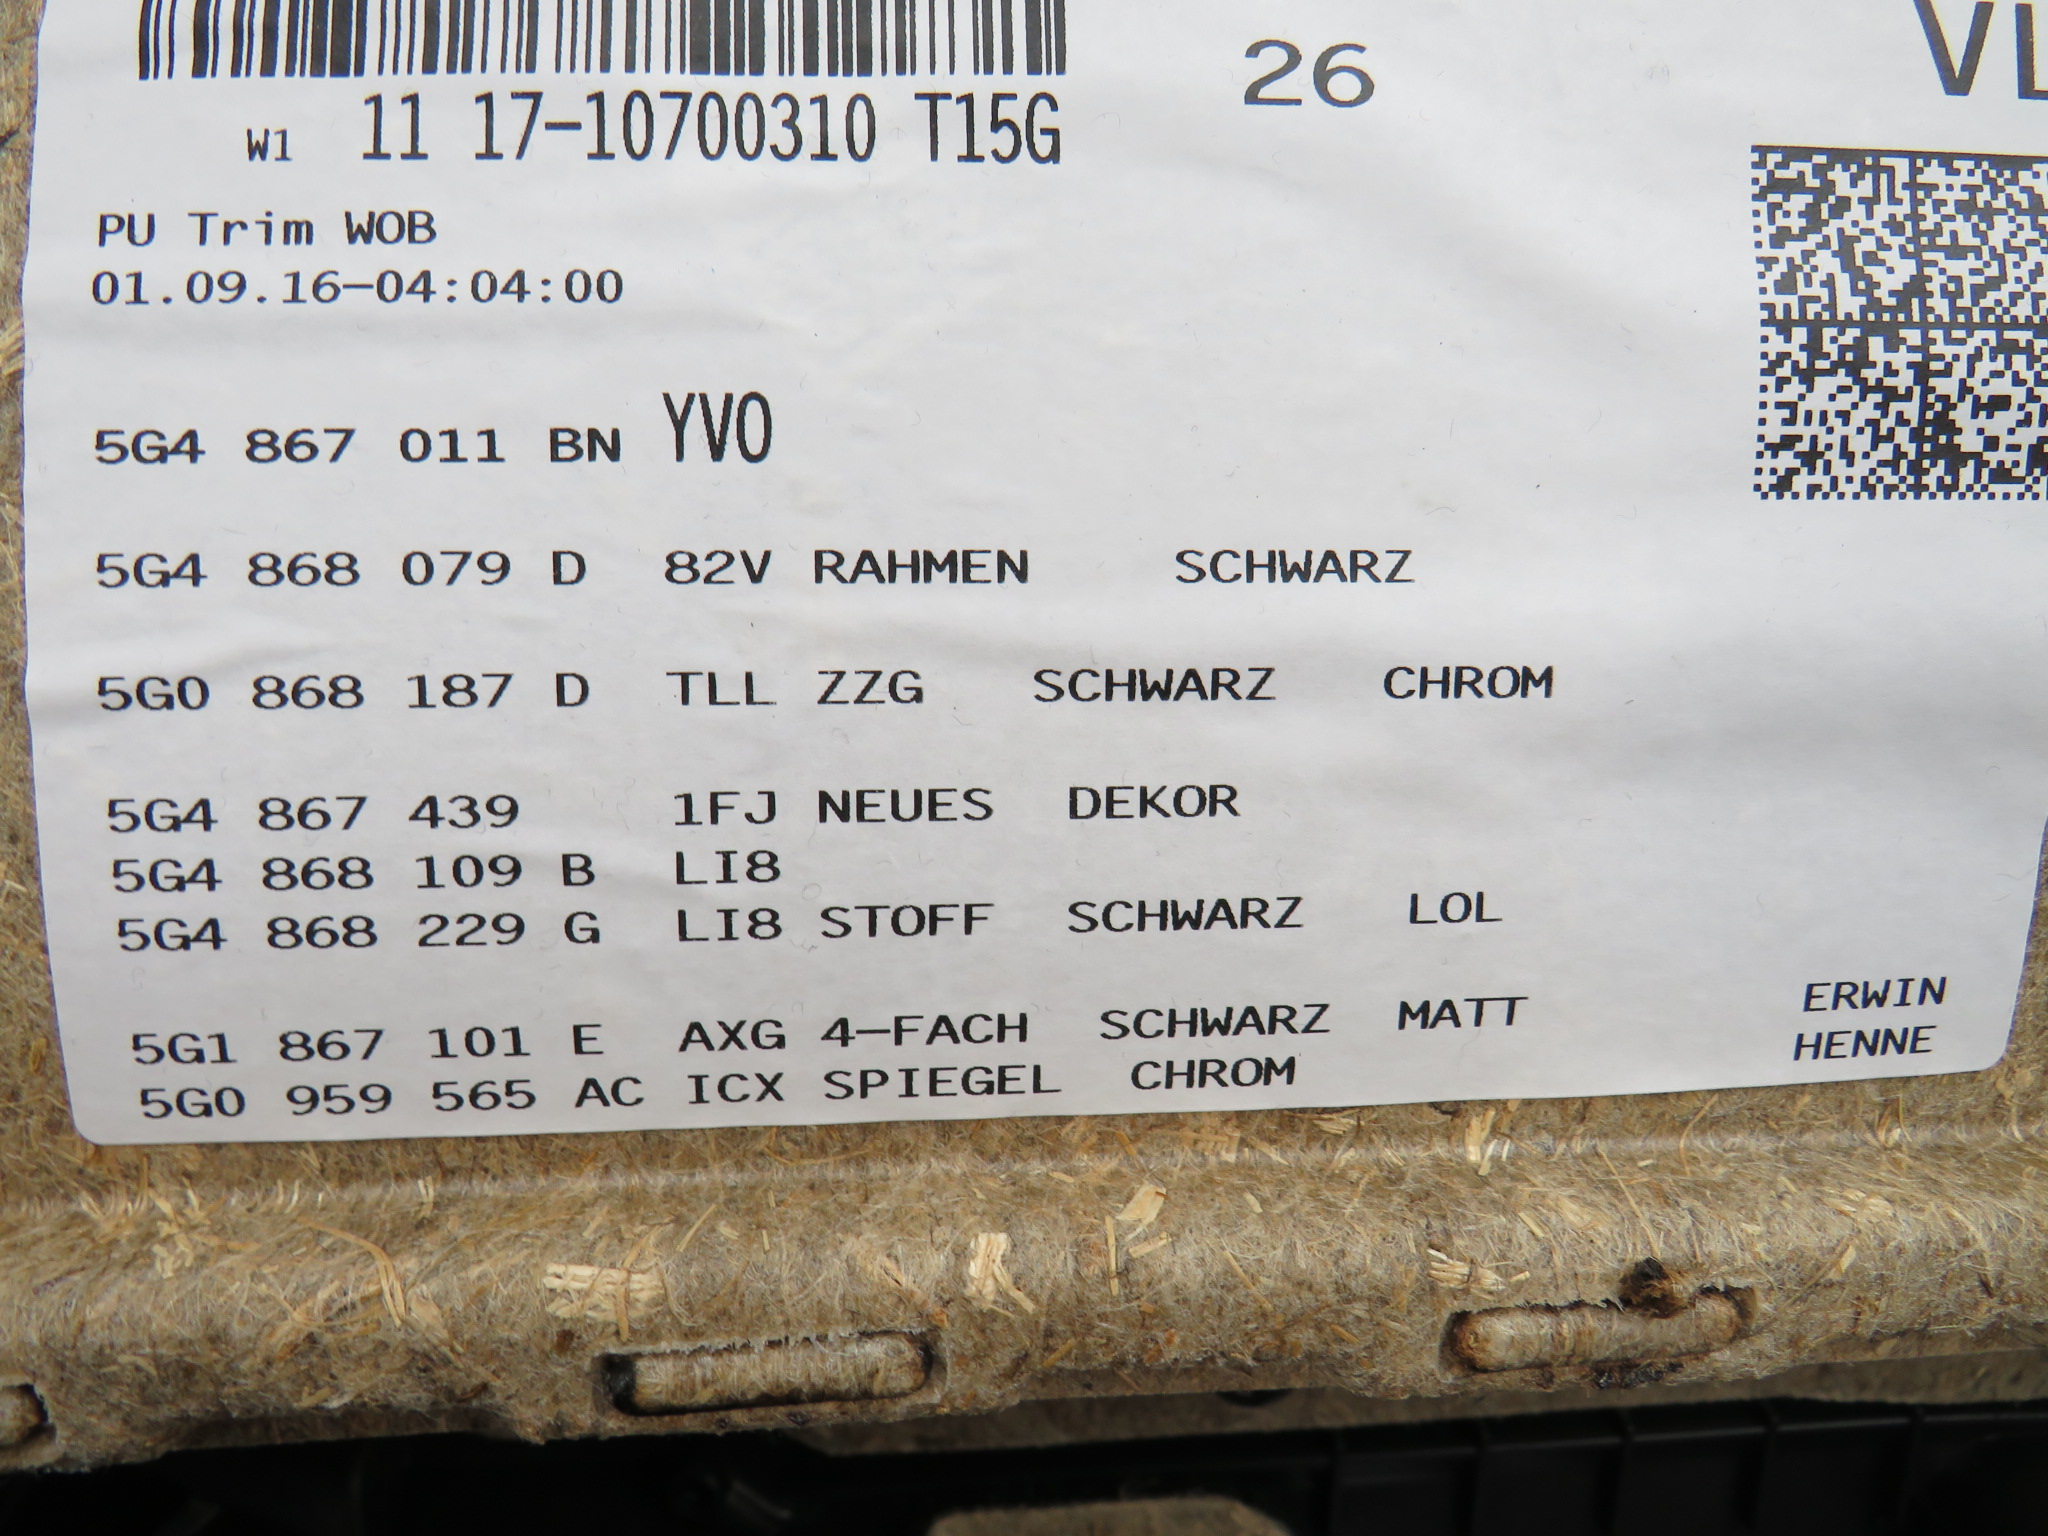 26
VL
W1 11 17-10700310 T15G
PU Trim WOB
01.09.16-04:04:00
5G4 867 011 BN YVO
5G4 868 079 D 82V RAHMEN SCHWARZ
5G0 868 187 D TLL ZZG SCHWARZ CHROM
5G4 867 439 1FJ NEUES DEKOR
5G4 868 109 B LI8
5G4 868 229 G LI8 STOFF SCHWARZ LOL
5G1 867 101 E AXG 4-FACH SCHWARZ MATT
5G0 959 565 AC ICX SPIEGEL CHROM
ERWIN
HENNE